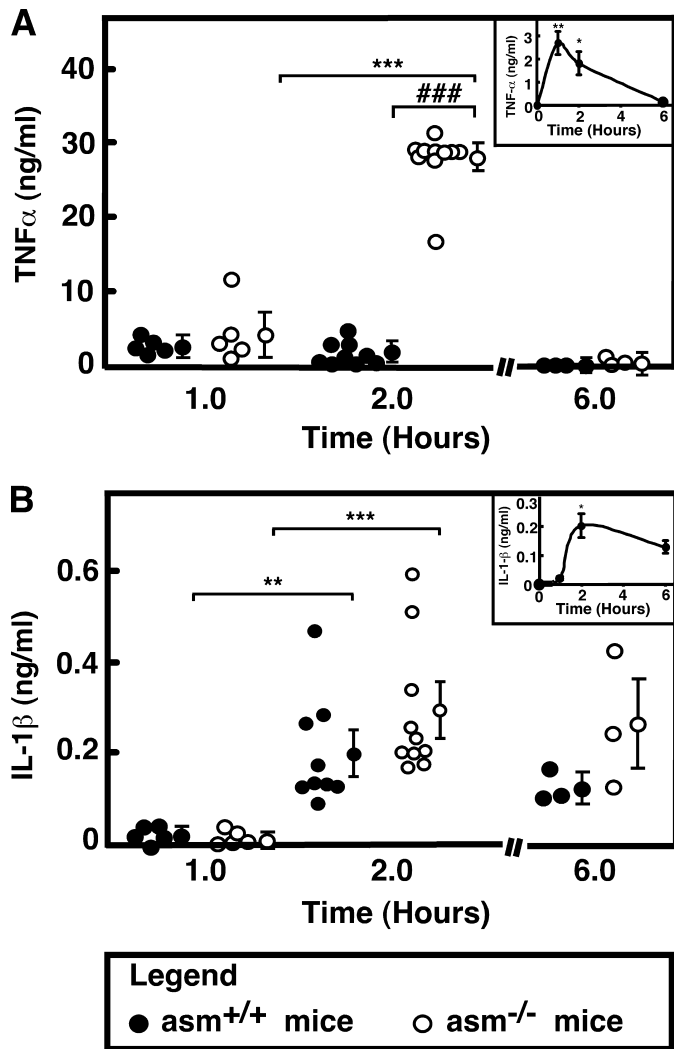 A
TNFα (ng/ml)
40
30
20
10
0
***
###
1.0
2.0
6.0
Time (Hours)
TNF-α (ng/ml)
3
2
1
0
**
*
0
2
4
6
Time (Hours)
B
IL-1β (ng/ml)
0.6
0.4
0.2
0
**
***
1.0
2.0
6.0
Time (Hours)
IL-1-β (ng/ml)
0.3
0.2
0.1
0
*
0
2
4
6
Time (Hours)
Legend
asm+/+ mice
asm-/- mice